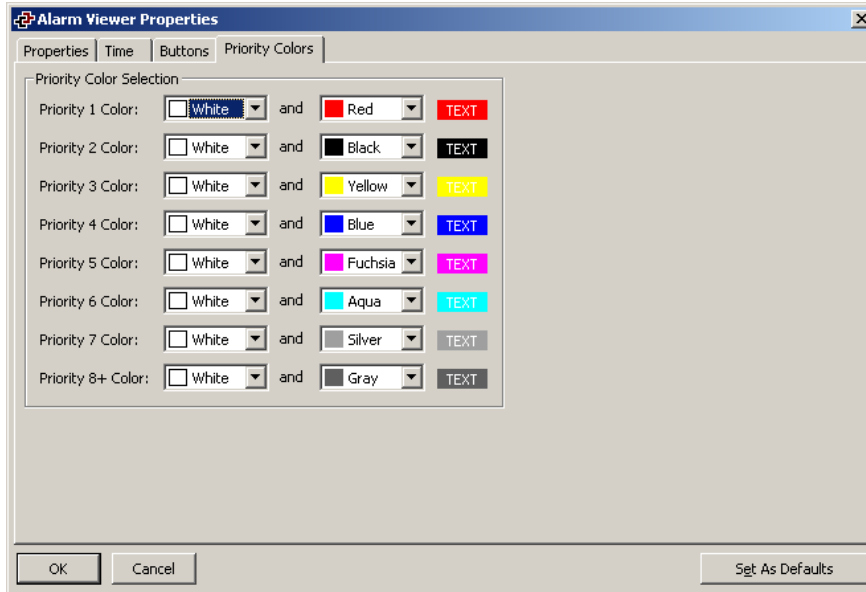 Alarm Viewer Properties
Properties Time Buttons Priority Colors
Priority Color Selection
Priority 1 Color: White and Red TEXT
Priority 2 Color: White and Black TEXT
Priority 3 Color: White and Yellow TEXT
Priority 4 Color: White and Blue TEXT
Priority 5 Color: White and Fuchsia TEXT
Priority 6 Color: White and Aqua TEXT
Priority 7 Color: White and Silver TEXT
Priority 8+ Color: White and Gray TEXT
OK Cancel Set As Defaults